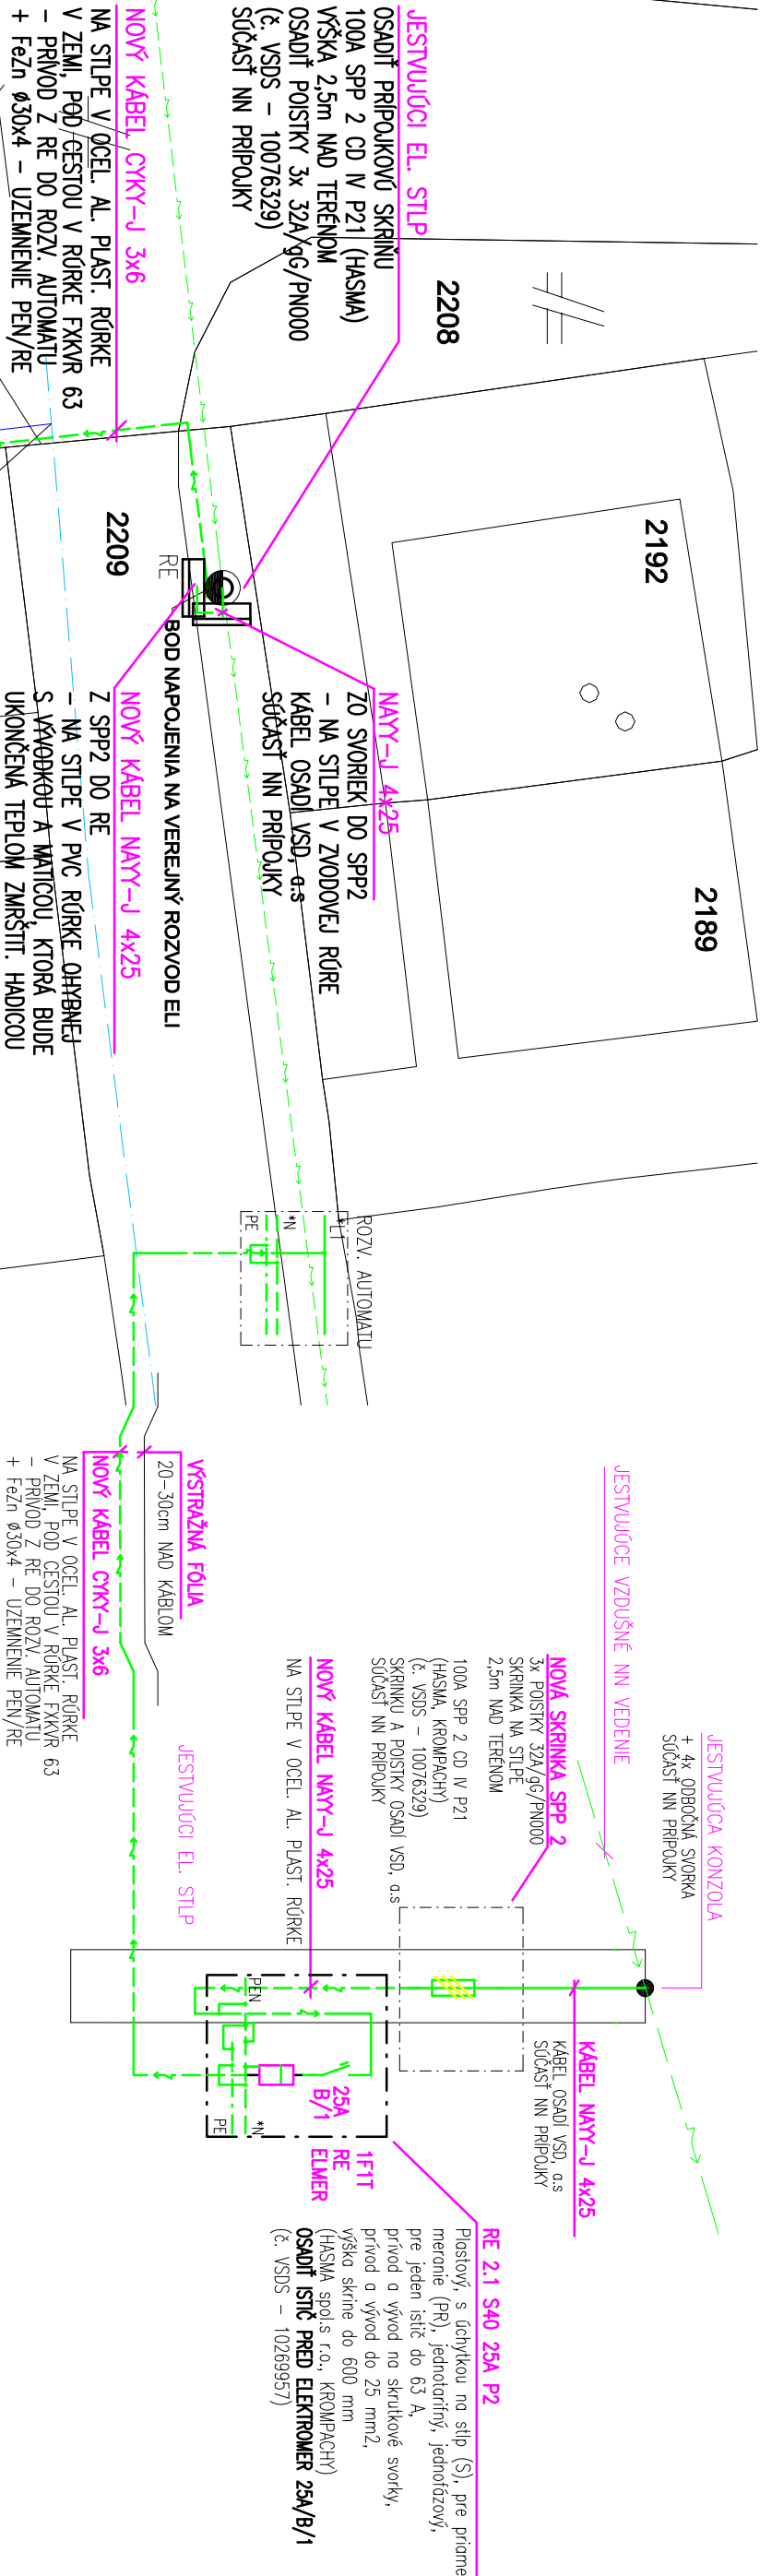 JESTVUJÚCI EL. STLP
OSADIŤ PRÍPOJKOVÚ SKRIŇU
100A SPP 2 CD IV P21 (HASMA)
VÝŠKA 2,5m NAD TERÉNOM
OSADIŤ POISTKY 3x 32A/gG/PN000
(č. VSDS – 10076329)
SÚČASŤ NN PRÍPOJKY
NOVÝ KÁBEL CYKY–J 3x6
NA STLPE V OCEL. AL. PLAST. RÚRKE
V ZEMI, POD CESTOU V RÚRKE FXKVR 63
– PRÍVOD Z RE DO ROZV. AUTOMATU
+ FeZn ø30x4 – UZEMNENIE PEN/RE
2208
2192
2189
2209
RE
BOD NAPOJENIA NA VEREJNÝ ROZVOD ELI
NAYY–J 4x25
ZO SVORIEK DO SPP2
– NA STLPE V ZVODOVEJ RÚRE
KÁBEL OSADÍ VSD, a.s
SÚČASŤ NN PRÍPOJKY
NOVÝ KÁBEL NAYY–J 4x25
Z SPP2 DO RE
– NA STLPE V PVC RÚRKE OHYBNEJ
S VÝVODKOU A MATICOU, KTORÁ BUDE
UKONČENÁ TEPLOM ZMRŠTIT. HADICOU
ROZV. AUTOMATU
*L1
*N
PE
VÝSTRAŽNÁ FÓLIA
20–30cm NAD KÁBLOM
NOVÝ KÁBEL CYKY–J 3x6
NA STLPE V OCEL. AL. PLAST. RÚRKE
V ZEMI, POD CESTOU V RÚRKE FXKVR 63
– PRÍVOD Z RE DO ROZV. AUTOMATU
+ FeZn ø30x4 – UZEMNENIE PEN/RE
JESTVUJÚCA KONZOLA
+ 4x ODBOČNÁ SVORKA
SÚČASŤ NN PRÍPOJKY
JESTVUJÚCE VZDUŠNÉ NN VEDENIE
NOVÁ SKRINKA SPP 2
3x POISTKY 32A/gG/PN000
SKRINKA NA STLPE
2,5m NAD TERÉNOM
100A SPP 2 CD IV P21
(HASMA, KROMPACHY)
(č. VSDS – 10076329)
SKRINKU A POISTKY OSADÍ VSD, a.s
SÚČASŤ NN PRÍPOJKY
NOVÝ KÁBEL NAYY–J 4x25
NA STLPE V OCEL. AL. PLAST. RÚRKE
JESTVUJÚCI EL. STLP
KÁBEL NAYY–J 4x25
KÁBEL OSADÍ VSD, a.s
SÚČASŤ NN PRÍPOJKY
PEN
25A
B/1
*N
PE
1F1T
RE
ELMER
RE 2.1 S40 25A P2
Plastový, s úchytkou na stlp (S), pre priame
meranie (PR), jednotarifný, jednofázový,
pre jeden istič do 63 A,
prívod a vývod na skrutkové svorky,
prívod a vývod do 25 mm2,
výška skrine do 600 mm
(HASMA spol.s r.o., KROMPACHY)
OSADIŤ ISTIČ PRED ELEKTROMER 25A/B/1
(č. VSDS – 10269957)